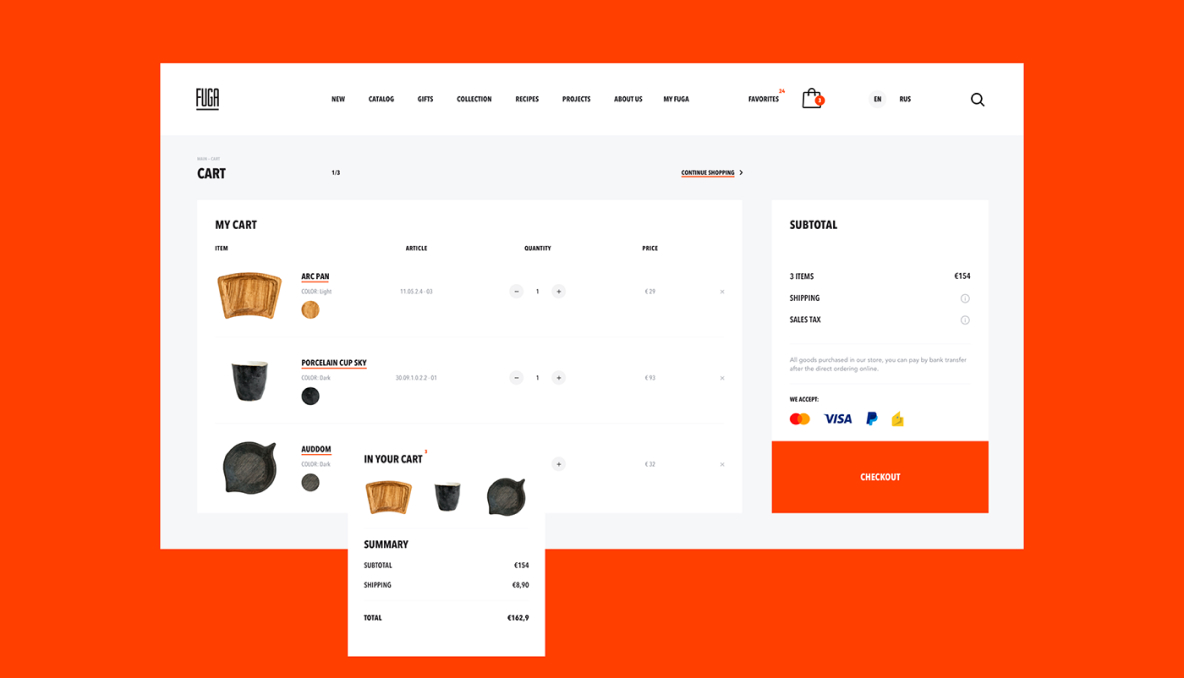 FUGA
NEW CATALOG GIFTS COLLECTION RECIPES PROJECTS ABOUT US MY FUGA FAVORITES 24 3 EN RUS
MAIN - CART
CART 1/3 CONTINUE SHOPPING
MY CART
ITEM ARTICLE QUANTITY PRICE
ARC PAN
COLOR: Light 11.05.2.4 - 03 − 1 + € 29 ×
PORCELAIN CUP SKY
COLOR: Dark 30.09.1.0-2.2 - 01 − 1 + € 93 ×
AUDDOM
COLOR: Dark + € 32 ×
SUBTOTAL
3 ITEMS €154
SHIPPING
SALES TAX
All goods purchased in our store, you can pay by bank transfer
after the direct ordering online.
WE ACCEPT:
VISA
CHECKOUT
IN YOUR CART 3
SUMMARY
SUBTOTAL €154
SHIPPING €8,90
TOTAL €162,9